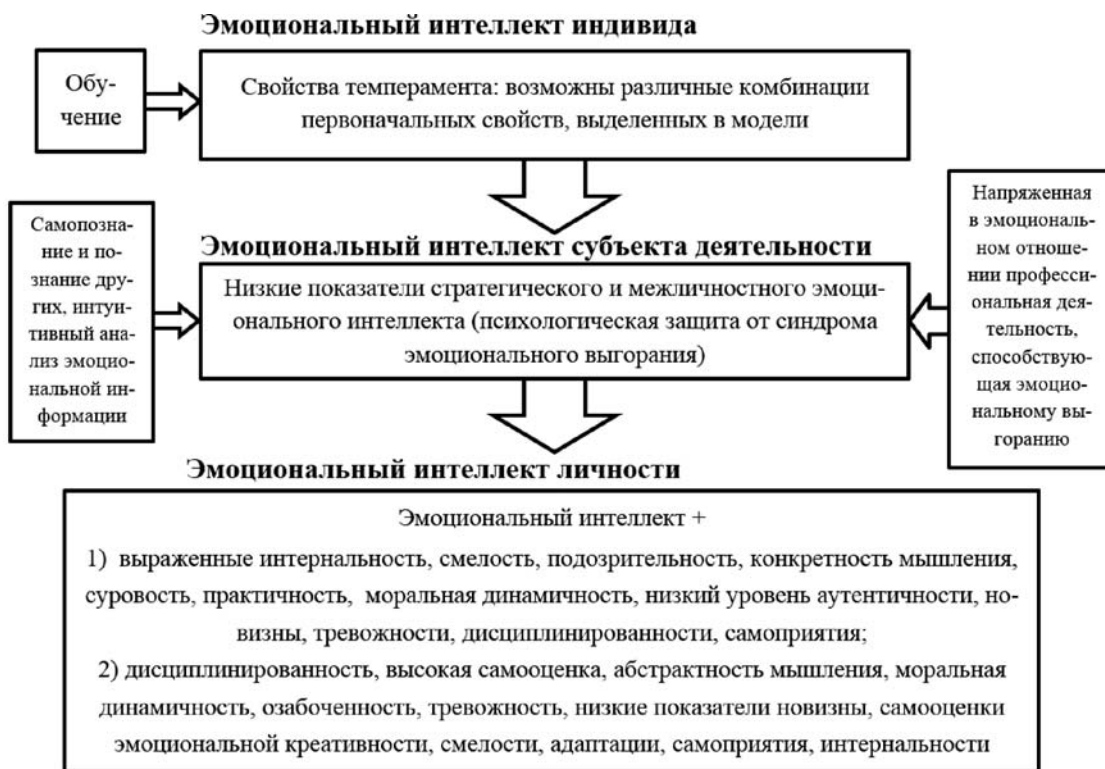 Эмоциональный интеллект индивида
Обу-
чение
Свойства темперамента: возможны различные комбинации
первоначальных свойств, выделенных в модели
Самопозна-
ние и по-
знание дру-
гих, интуи-
тивный ана-
лиз эмоцио-
нальной ин-
формации
Эмоциональный интеллект субъекта деятельности
Низкие показатели стратегического и межличностного эмоци-
онального интеллекта (психологическая защита от синдрома
эмоционального выгорания)
Напряженная
в эмоциональ-
ном отноше-
нии професси-
ональная дея-
тельность,
способствую-
щая эмоцио-
нальному вы-
горанию
Эмоциональный интеллект личности
Эмоциональный интеллект +
1) выраженные интернальность, смелость, подозрительность, конкретность мышления,
суровость, практичность, моральная динамичность, низкий уровень аутентичности, но-
визны, тревожности, дисциплинированности, самоприятия;
2) дисциплинированность, высокая самооценка, абстрактность мышления, моральная
динамичность, озабоченность, тревожность, низкие показатели новизны, самооценки
эмоциональной креативности, смелости, адаптации, самоприятия, интернальности